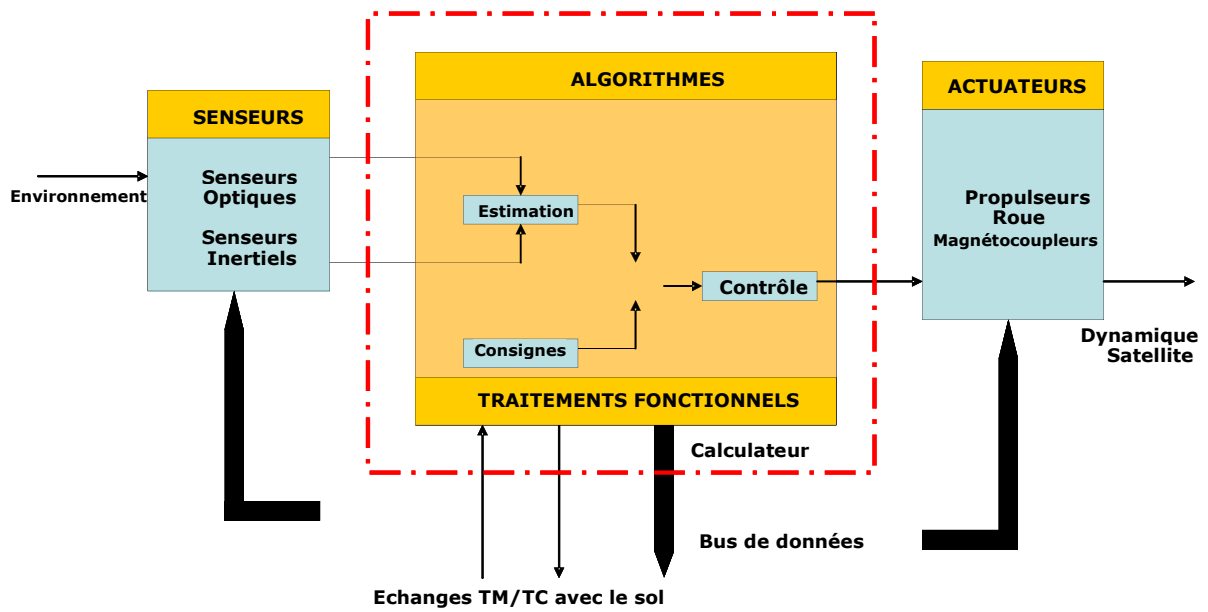 ALGORITHMES
ACTUATEURS
SENSEURS
Senseurs
Optiques
Environnement
Estimation
Propulseurs
Roue
Magnétocoupleurs
Senseurs
Inertiels
Contrôle
Dynamique
Satellite
Consignes
TRAITEMENTS FONCTIONNELS
Calculateur
Bus de données
Echanges TM/TC avec le sol